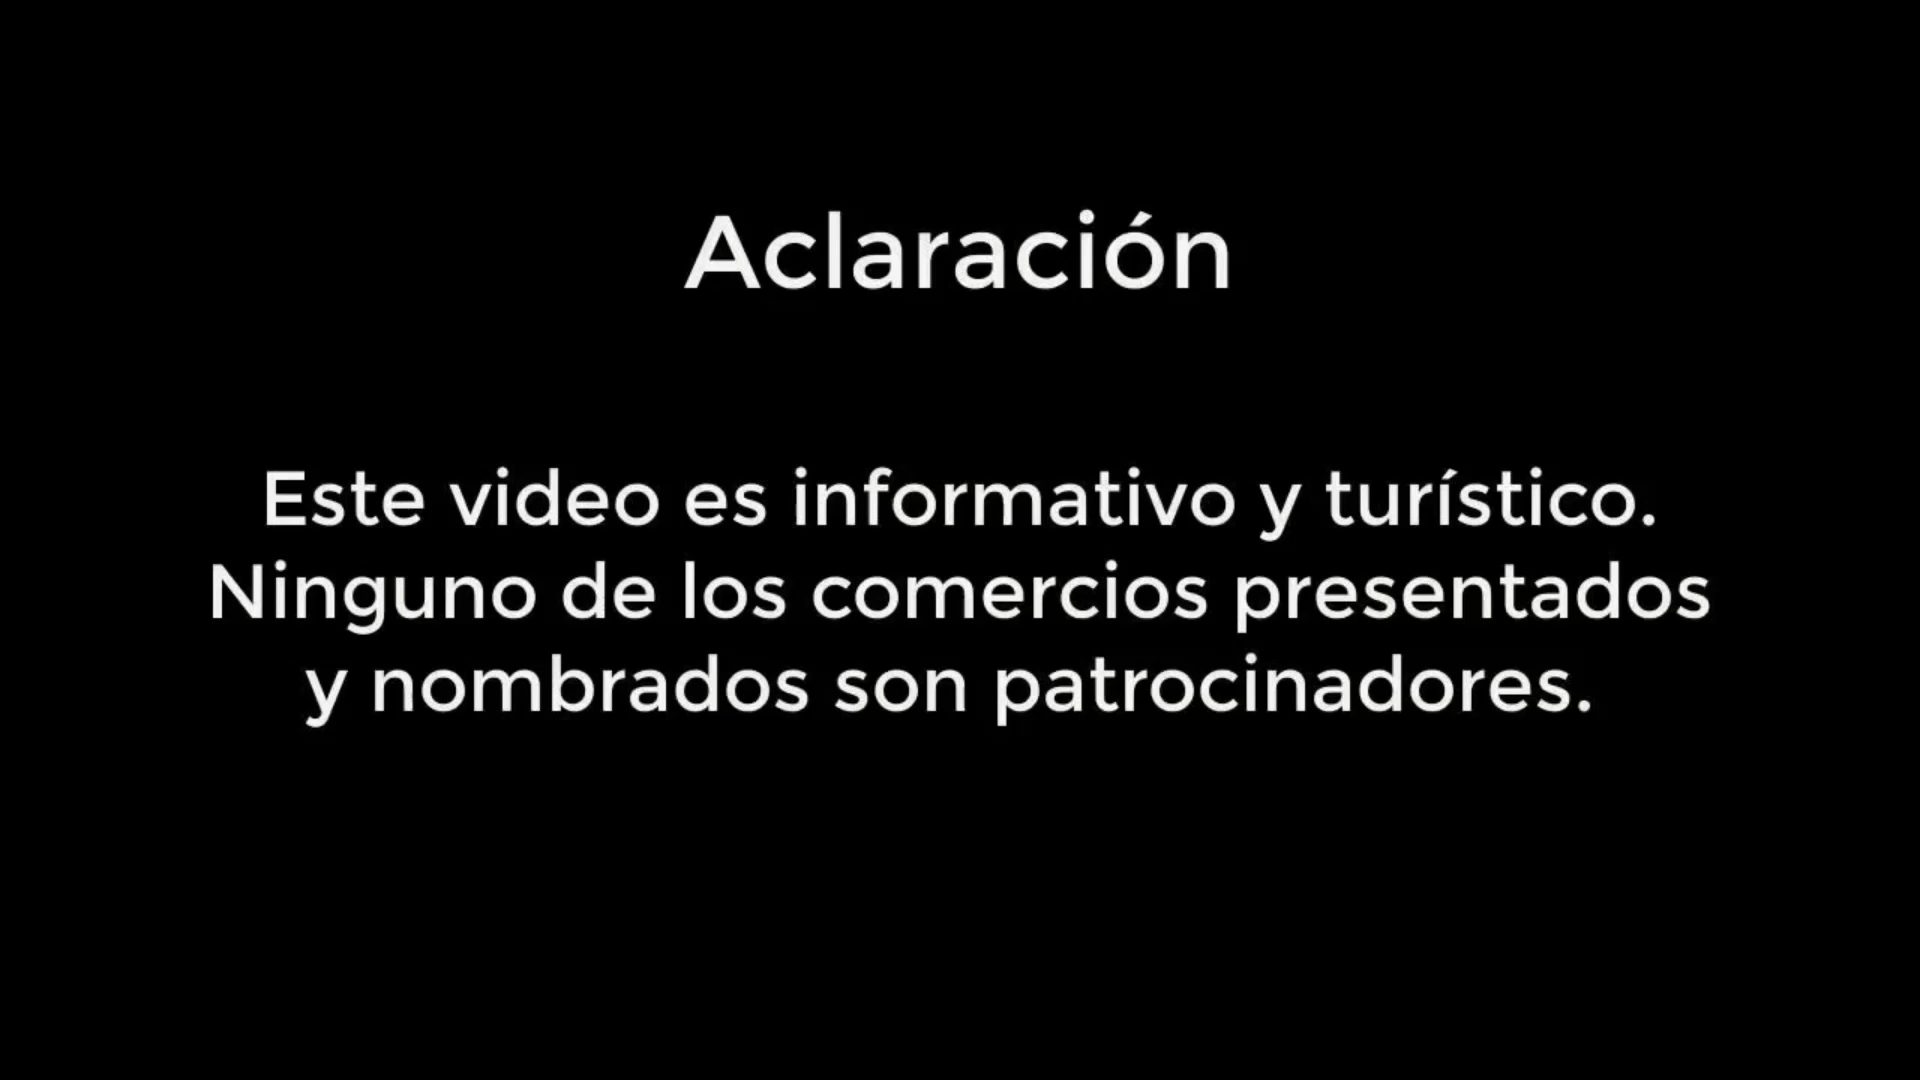 Aclaración
Este video es informativo y turístico.
Ninguno de los comercios presentados
y nombrados son patrocinadores.